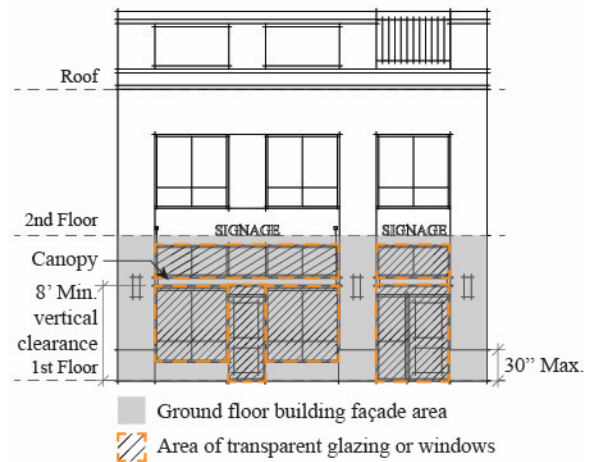 Roof
2nd Floor
SIGNAGE SIGNAGE
Canopy
8’ Min.
vertical
clearance
1st Floor
30” Max.
Ground floor building façade area
Area of transparent glazing or windows